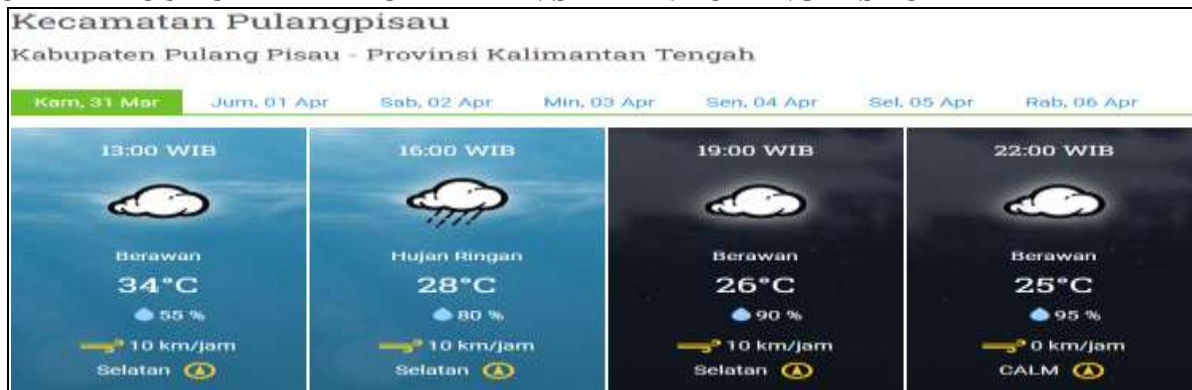 Kecamatan Pulangpisau
Kabupaten Pulang Pisau - Provinsi Kalimantan Tengah
Kam, 31 Mar Jum, 01 Apr Sab, 02 Apr Min, 03 Apr Sen, 04 Apr Sel, 05 Apr Rab, 06 Apr
13:00 WIB
Berawan
34°C
55 %
10 km/jam
Selatan
16:00 WIB
Hujan Ringan
28°C
80 %
10 km/jam
Selatan
19:00 WIB
Berawan
26°C
90 %
10 km/jam
Selatan
22:00 WIB
Berawan
25°C
95 %
0 km/jam
CALM